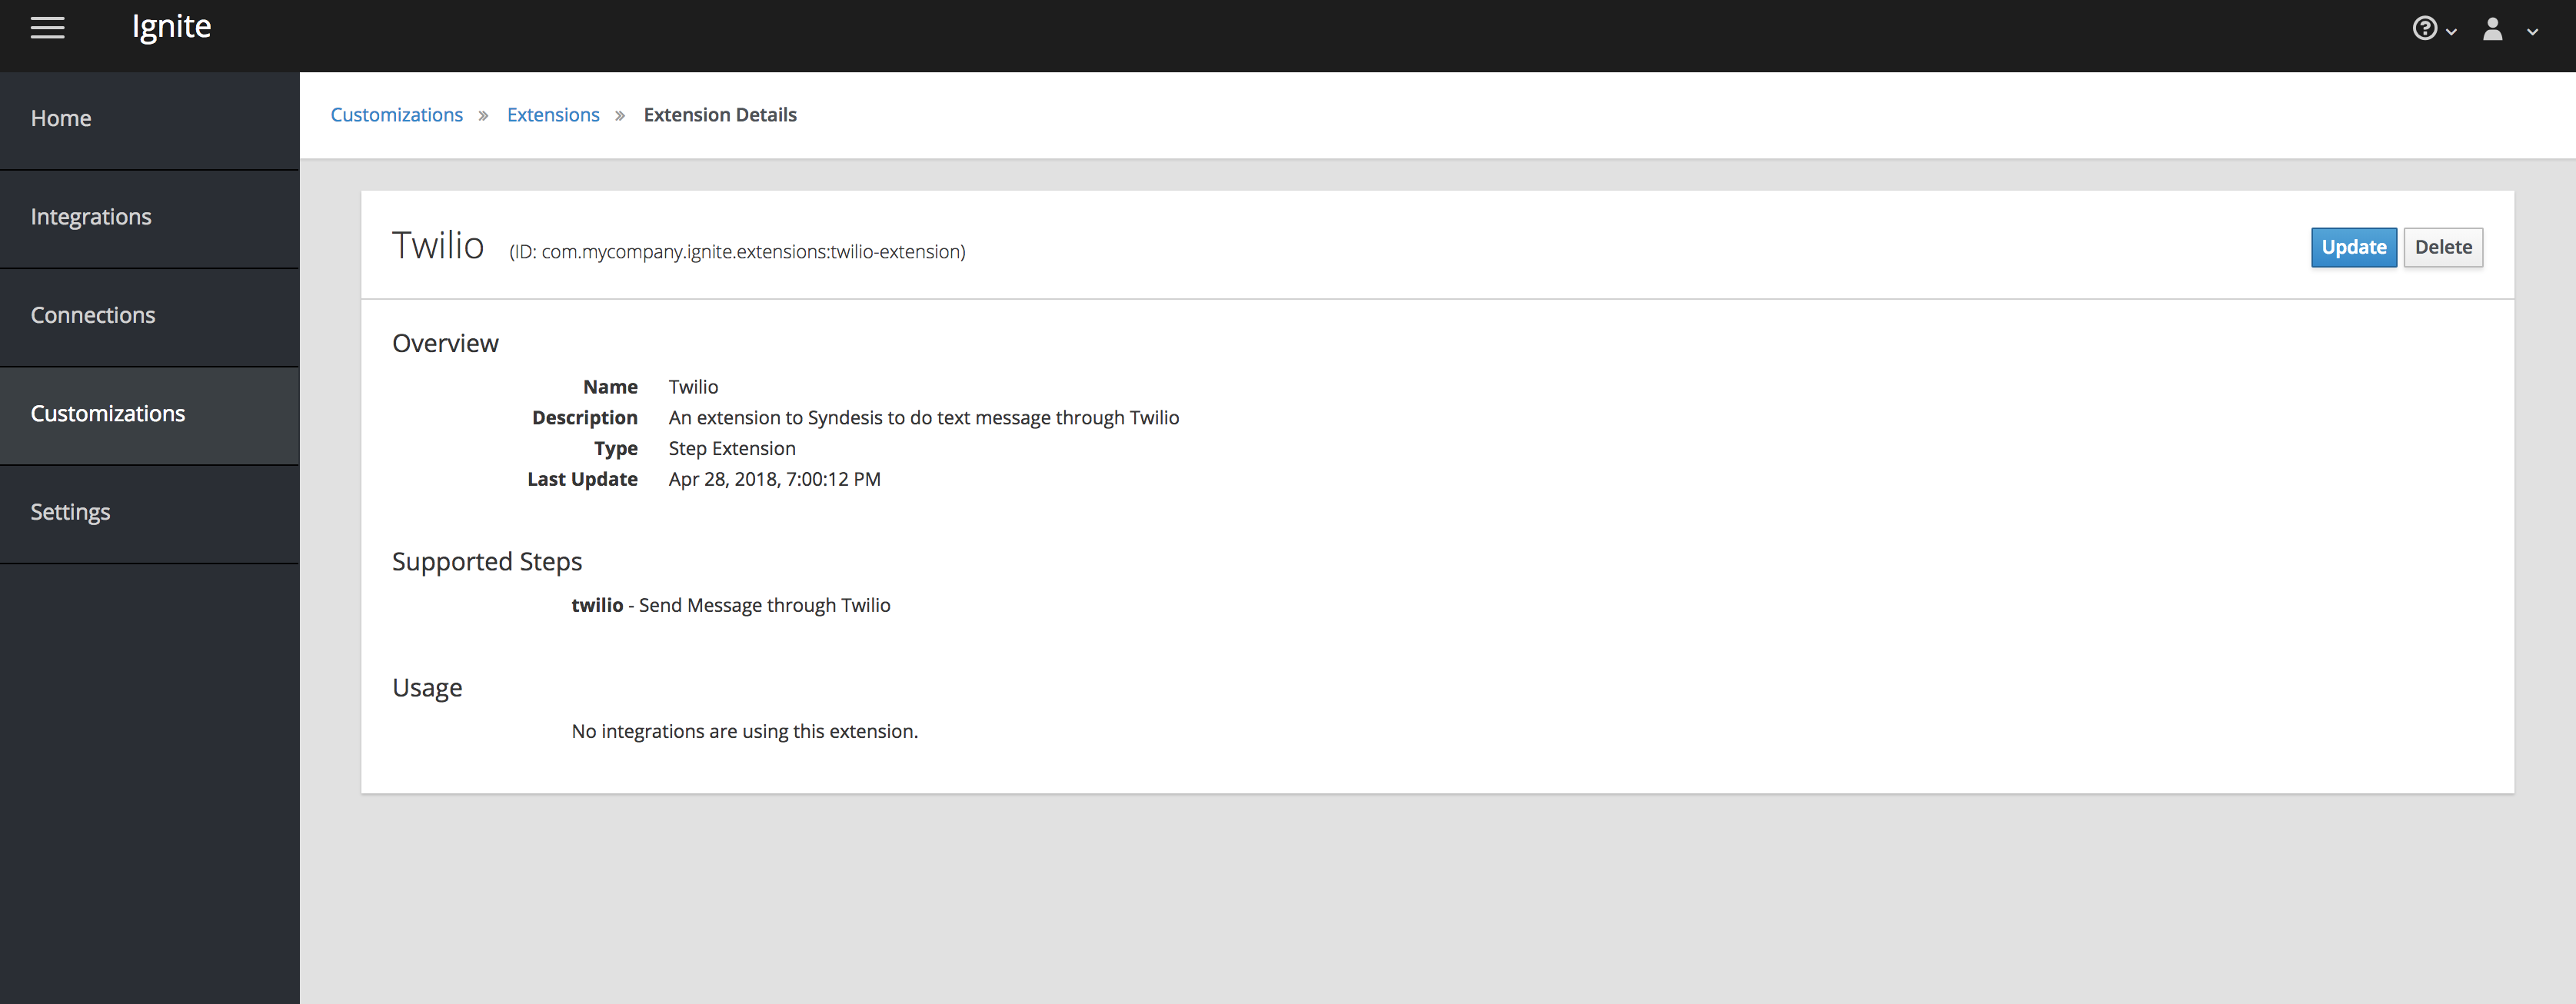 Ignite
Home
Integrations
Connections
Customizations
Settings
Customizations » Extensions » Extension Details
Twilio (ID: com.mycompany.ignite.extensions:twilio-extension)
Update Delete
Overview
Name Twilio
Description An extension to Syndesis to do text message through Twilio
Type Step Extension
Last Update Apr 28, 2018, 7:00:12 PM
Supported Steps
twilio - Send Message through Twilio
Usage
No integrations are using this extension.